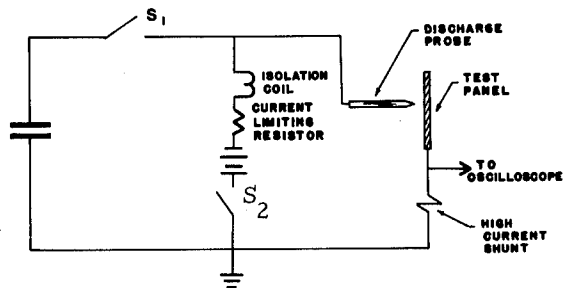 S1
DISCHARGE
PROBE
ISOLATION
COIL
CURRENT
LIMITING
RESISTOR
TEST
PANEL
TO
OSCILLOSCOPE
S2
HIGH
CURRENT
SHUNT